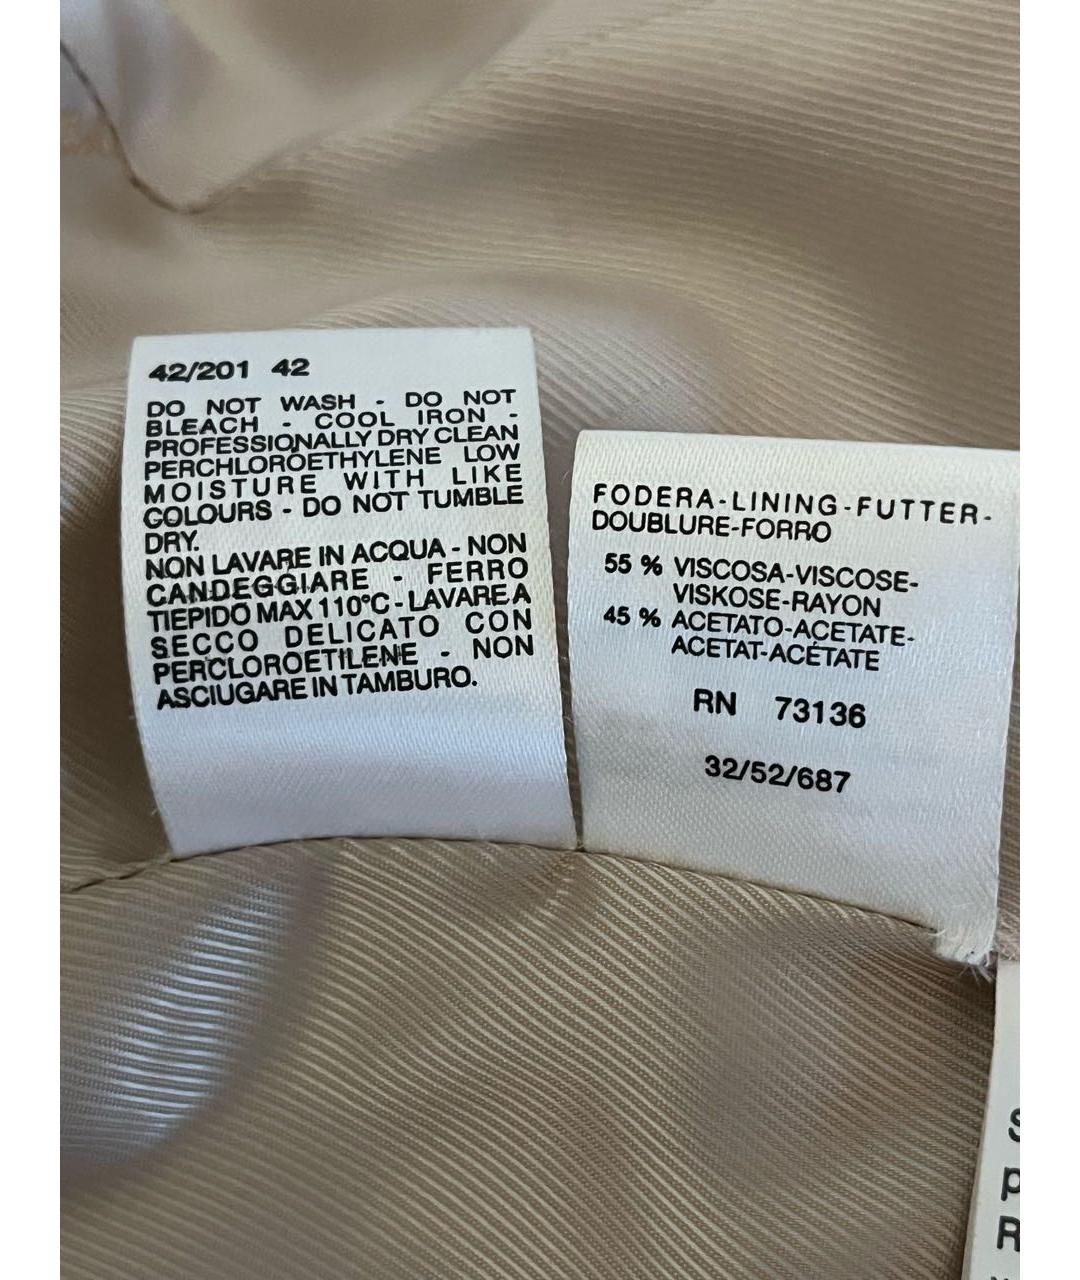 42/201 42
DO NOT WASH - DO NOT
BLEACH - COOL IRON -
PROFESSIONALLY DRY CLEAN
PERCHLOROETHYLENE LOW
MOISTURE WITH LIKE
COLOURS - DO NOT TUMBLE
DRY.
NON LAVARE IN ACQUA - NON
CANDEGGIARE - FERRO
TIEPIDO MAX 110°C - LAVARE A
SECCO DELICATO CON
PERCLOROETILENE - NON
ASCIUGARE IN TAMBURO.
FODERA-LINING-FUTTER-
DOUBLURE-FORRO
55 % VISCOSA-VISCOSE-
VISKOSE-RAYON
45 % ACETATO-ACETATE-
ACETAT-ACÉTATE
RN 73136
32/52/687
S
p
R